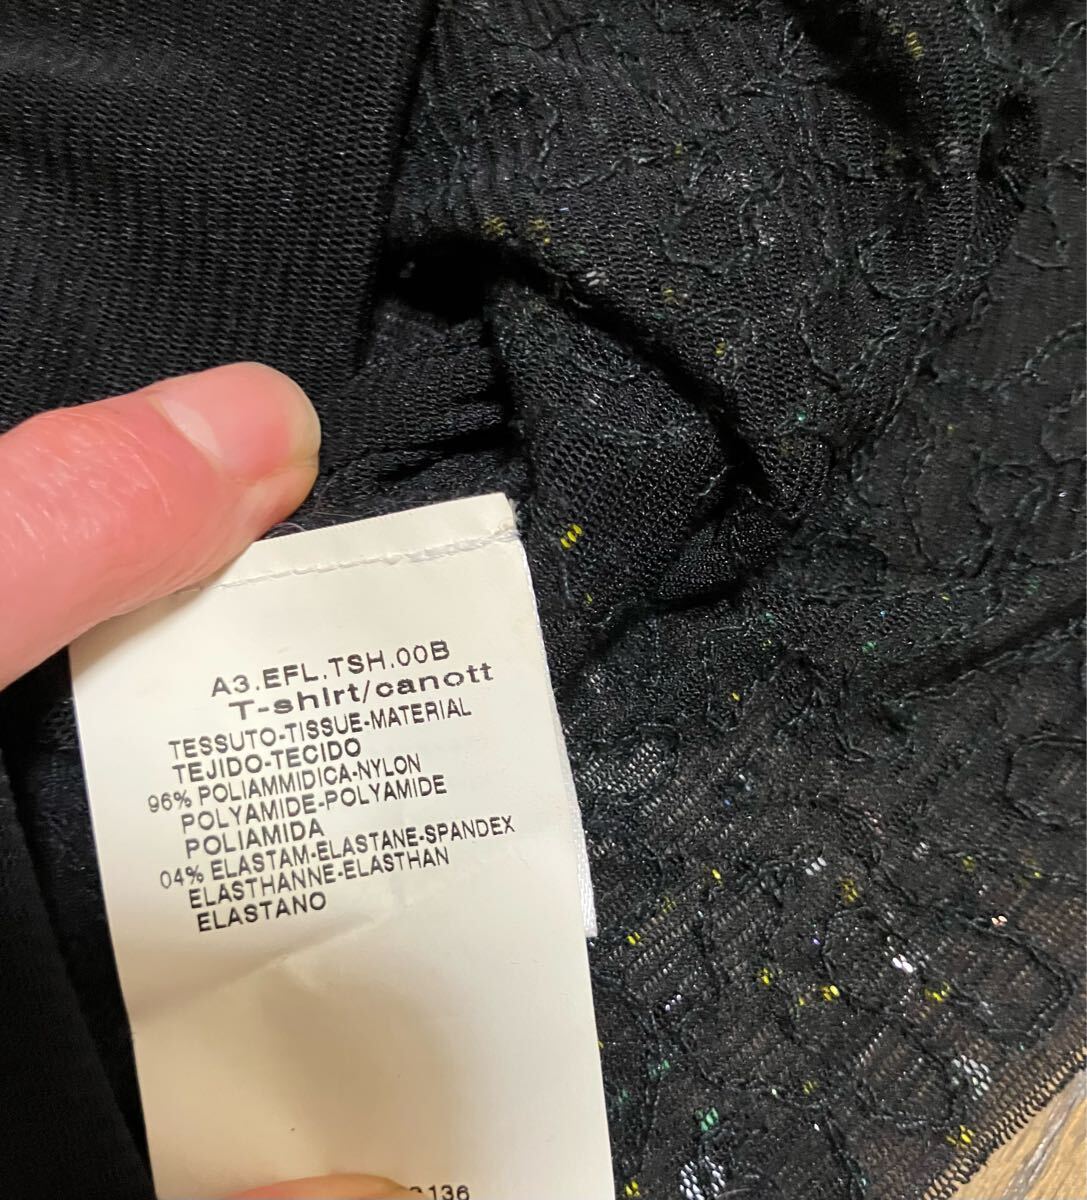 A3.EFL.TSH.00B
T-shirt/canott
TESSUTO-TISSUE-MATERIAL
TEJIDO-TECIDO
96% POLIAMMIDICA-NYLON
POLYAMIDE-POLYAMIDE
POLIAMIDA
04% ELASTAM-ELASTANE-SPANDEX
ELASTHANNE-ELASTHAN
ELASTANO